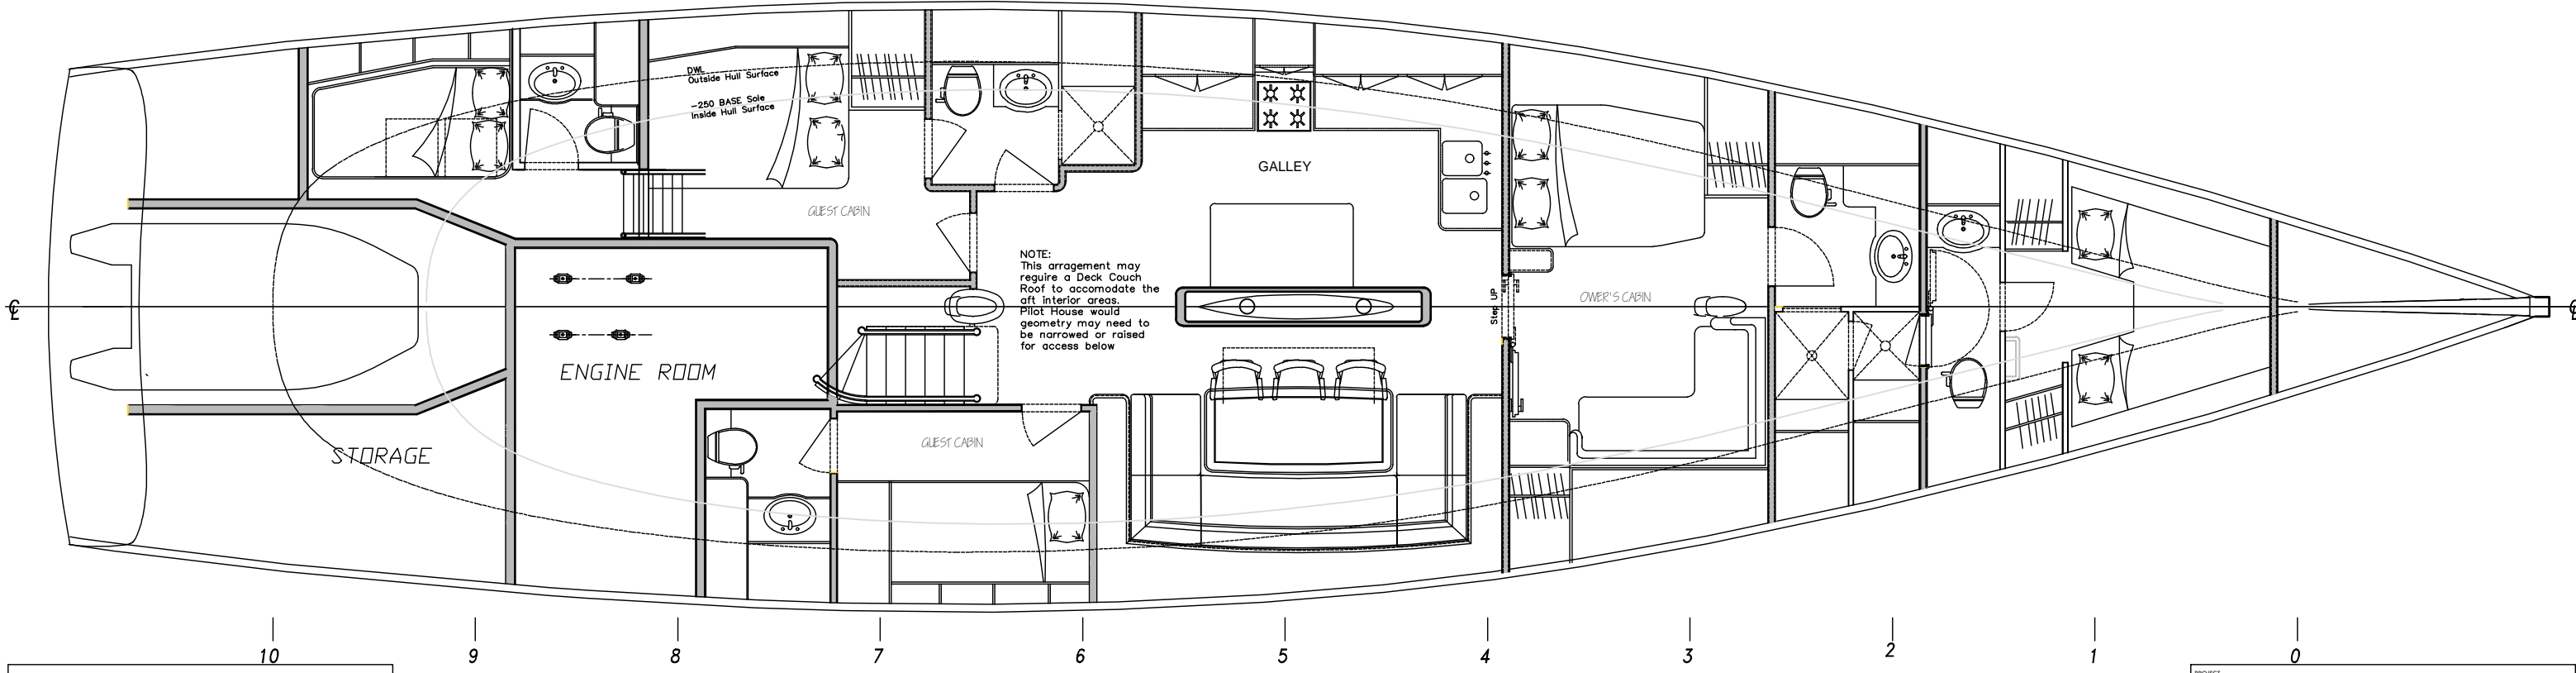 DWL
Outside Hull Surface
-250 BASE Sole
Inside Hull Surface
GALLEY
GUEST CABIN
NOTE:
This arragement may
reguire a Deck Couch
Roof to accomodate the
aft interior areas.
Pilot House would
geometry may need to
be narrowed or raised
for access below
Step UP
OWER'S CABIN
ENGINE ROOM
GUEST CABIN
STORAGE
10 9 8 7 6 5 4 3 2 1 0